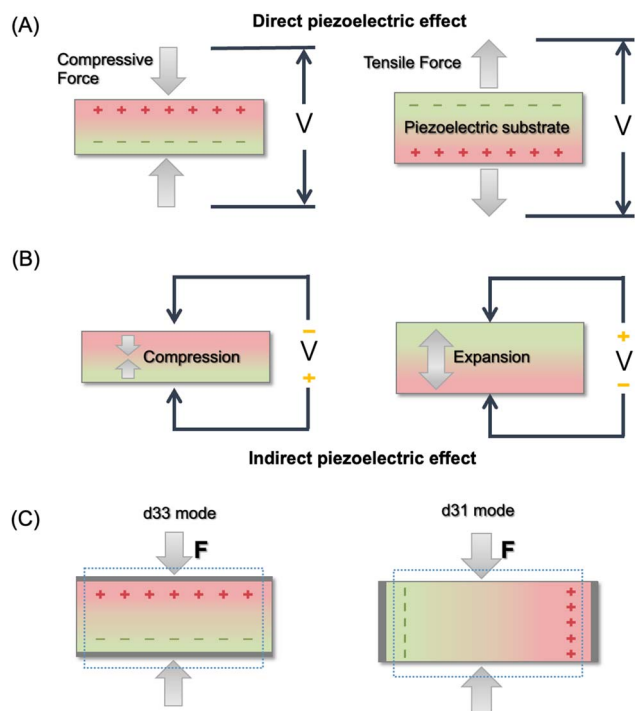 (A)
Direct piezoelectric effect
Compressive
Force
+ + + + + + +
− − − − − − −
V
Tensile Force
− − − − − − −
Piezoelectric substrate
+ + + + + + +
V
(B)
Compression
−
V
+
Expansion
+
V
−
Indirect piezoelectric effect
(C)
d33 mode
F
+ + + + + + +
− − − − − − −
d31 mode
F
− − − − −
+ + + + +